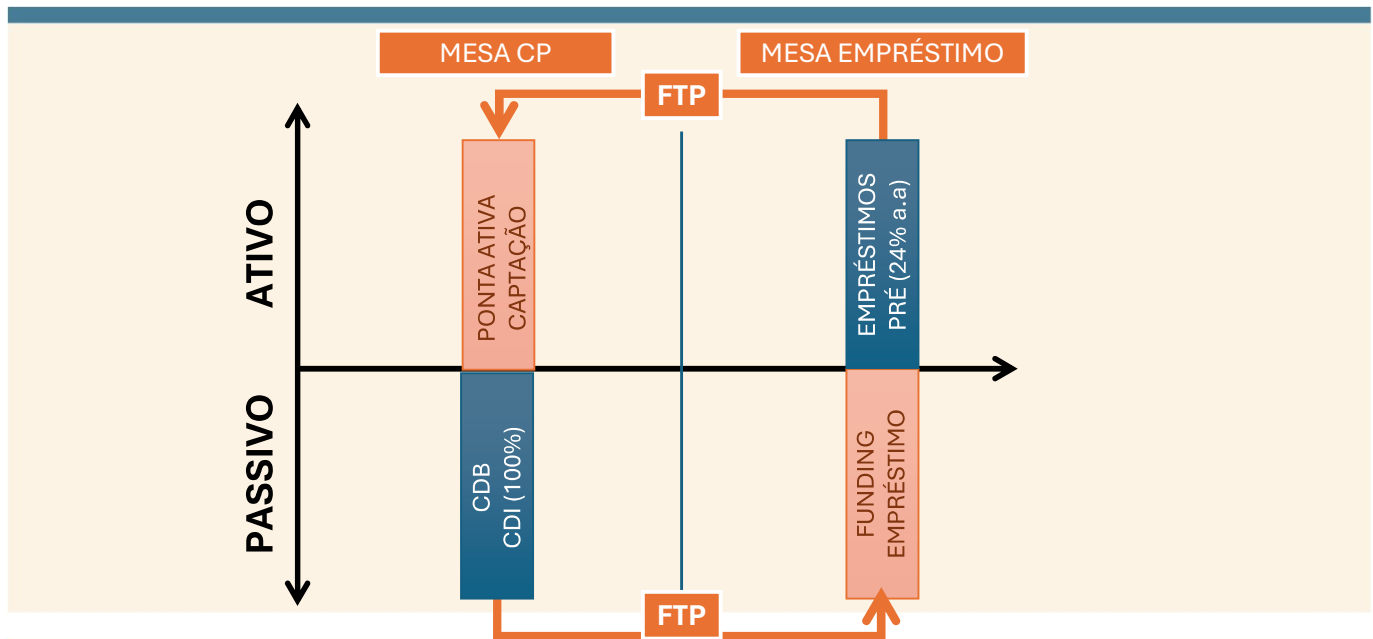 MESA CP
MESA EMPRÉSTIMO
FTP
ATIVO
PONTA ATIVA
CAPTAÇÃO
EMPRÉSTIMOS
PRÉ (24% a.a)
PASSIVO
CDB
CDI (100%)
FUNDING
EMPRÉSTIMO
FTP